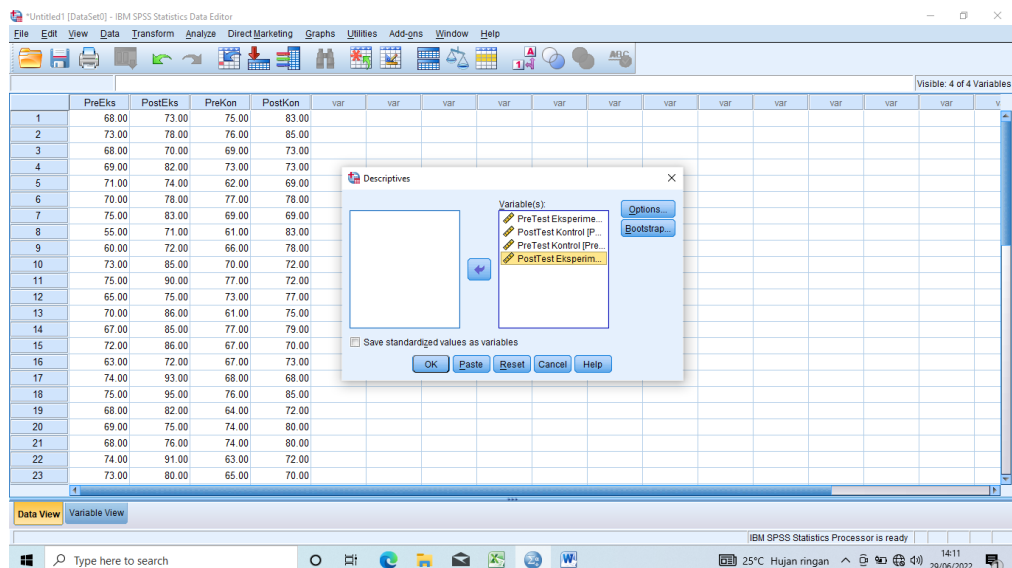 *Untitled1 [DataSet0] - IBM SPSS Statistics Data Editor
File Edit View Data Transform Analyze Direct Marketing Graphs Utilities Add-ons Window Help
Visible: 4 of 4 Variables
PreEks PostEks PreKon PostKon var var var var var var var var var var var var v
1 68.00 73.00 75.00 83.00
2 73.00 78.00 76.00 85.00
3 68.00 70.00 69.00 73.00
4 69.00 82.00 73.00 73.00
5 71.00 74.00 62.00 69.00
6 70.00 78.00 77.00 78.00
7 75.00 83.00 69.00 69.00
8 55.00 71.00 61.00 83.00
9 60.00 72.00 66.00 78.00
10 73.00 85.00 70.00 72.00
11 75.00 90.00 77.00 72.00
12 65.00 75.00 73.00 77.00
13 70.00 86.00 61.00 75.00
14 67.00 85.00 77.00 79.00
15 72.00 86.00 67.00 70.00
16 63.00 72.00 67.00 73.00
17 74.00 93.00 68.00 68.00
18 75.00 95.00 76.00 85.00
19 68.00 82.00 64.00 72.00
20 69.00 75.00 74.00 80.00
21 68.00 76.00 74.00 80.00
22 74.00 91.00 63.00 72.00
23 73.00 80.00 65.00 70.00
Descriptives
Variable(s):
PreTest Eksperime...
PostTest Kontrol [P...
PreTest Kontrol [Pre...
PostTest Eksperim...
Options...
Bootstrap...
Save standardized values as variables
OK Paste Reset Cancel Help
Data View Variable View
IBM SPSS Statistics Processor is ready
Type here to search
25°C Hujan ringan
14:11
29/06/2022